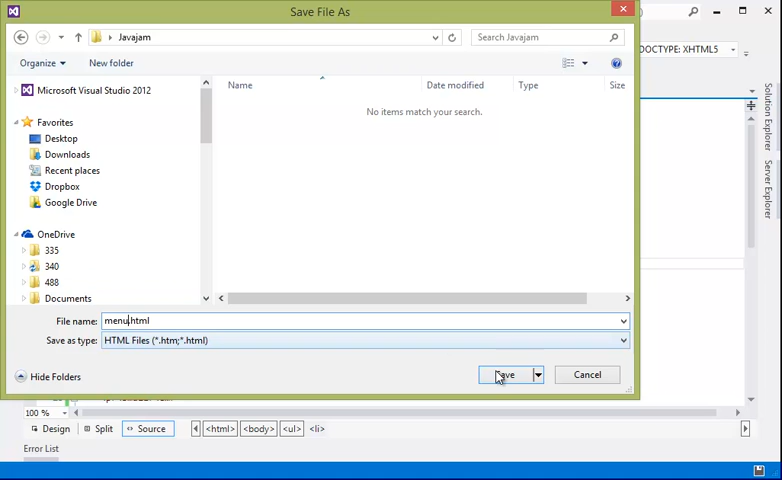 Save File As
Javajam
Search Javajam
DOCTYPE: XHTML5
Organize
New folder
Name
Date modified
Type
Size
No items match your search.
Microsoft Visual Studio 2012
Favorites
Desktop
Downloads
Recent places
Dropbox
Google Drive
OneDrive
335
340
488
Documents
File name:
menu.html
Save as type:
HTML Files (*.htm;*.html)
Hide Folders
Save
Cancel
Solution Explorer
Server Explorer
100 %
Design
Split
Source
<html>
<body>
<ul>
<li>
Error List